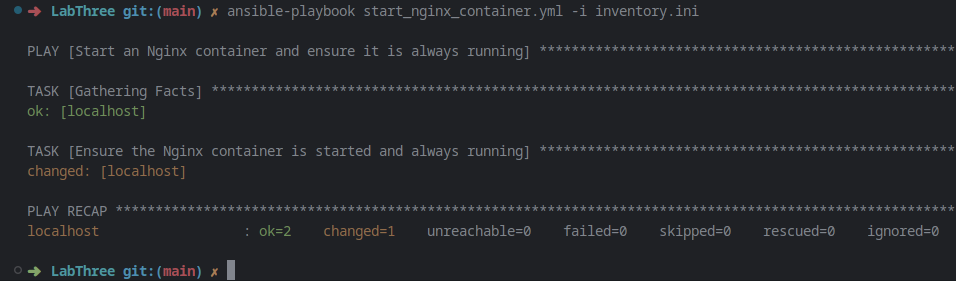 ➜ LabThree git:(main) ✗ ansible-playbook start_nginx_container.yml -i inventory.ini
PLAY [Start an Nginx container and ensure it is always running] ****************************************************
TASK [Gathering Facts] *********************************************************************************************
ok: [localhost]
TASK [Ensure the Nginx container is started and always running] ****************************************************
changed: [localhost]
PLAY RECAP *********************************************************************************************************
localhost : ok=2 changed=1 unreachable=0 failed=0 skipped=0 rescued=0 ignored=0
➜ LabThree git:(main) ✗